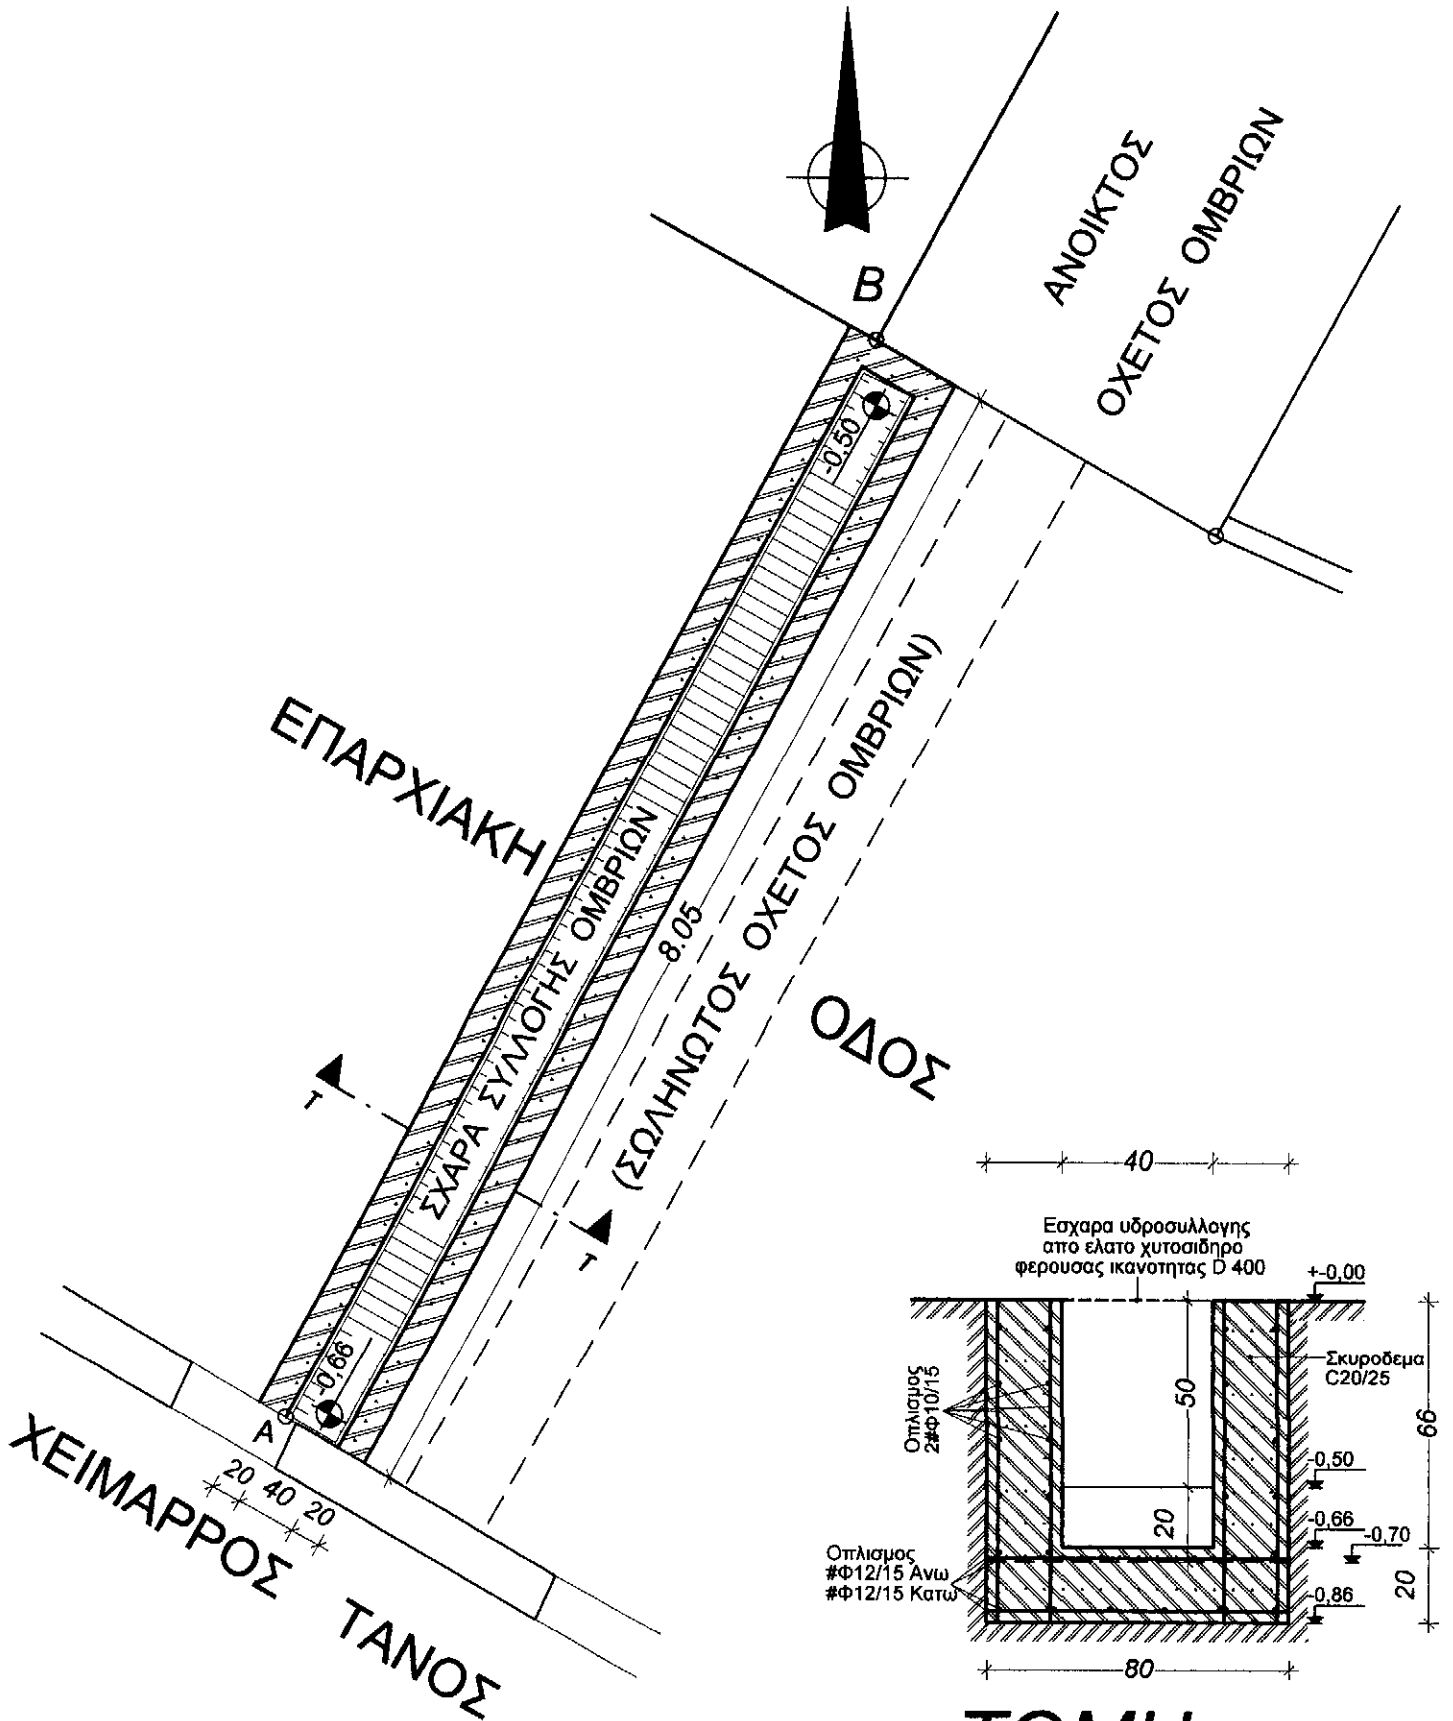 ΑΝΟΙΚΤΟΣ
ΟΧΕΤΟΣ ΟΜΒΡΙΩΝ
B
-0,50
ΕΠΑΡΧΙΑΚΗ
ΟΔΟΣ
ΣΧΑΡΑ ΣΥΛΛΟΓΗΣ ΟΜΒΡΙΩΝ
8.05
(ΣΩΛΗΝΩΤΟΣ ΟΧΕΤΟΣ ΟΜΒΡΙΩΝ)
T
T
-0,66
A
20 40 20
ΧΕΙΜΑΡΡΟΣ ΤΑΝΟΣ
40
Εσχαρα υδροσυλλογης
απο ελατο χυτοσιδηρο
φερουσας ικανοτητας D 400
+-0,00
Σκυροδεμα
C20/25
Οπλισμος
2#Φ10/15
50
66
-0,50
20
-0,66
-0,70
Οπλισμος
#Φ12/15 Ανω
#Φ12/15 Κατω
20
-0,86
80
ΤΟΜΗ